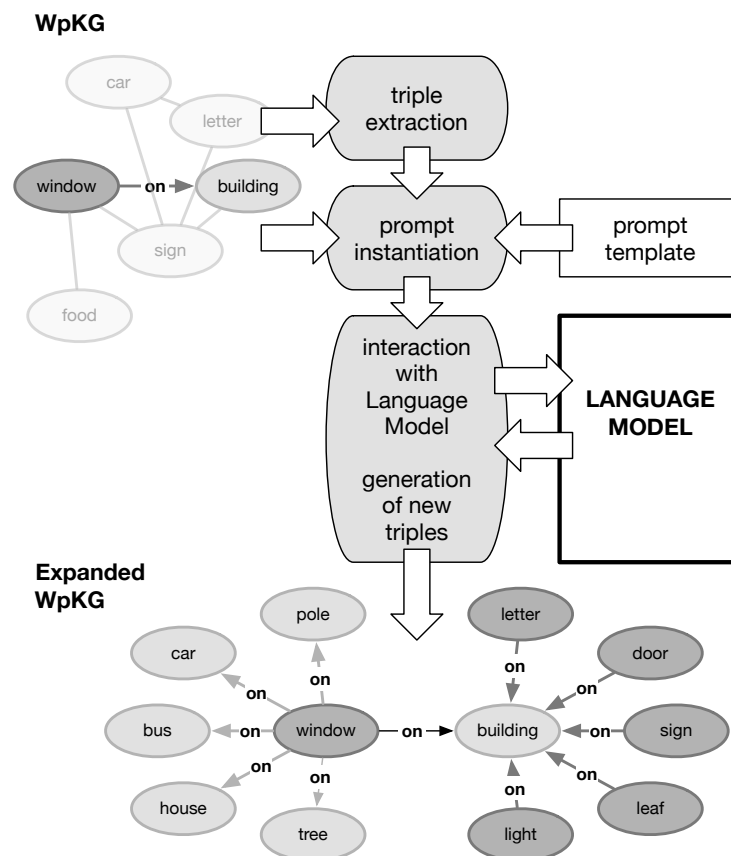 WpKG
car
letter
window
on
building
sign
food
triple
extraction
prompt
instantiation
prompt
template
interaction
with
Language
Model
generation
of new
triples
LANGUAGE
MODEL
Expanded
WpKG
pole
letter
car
on
on
door
on
on
bus
on
window
on
building
on
sign
on
on
on
on
house
leaf
tree
light